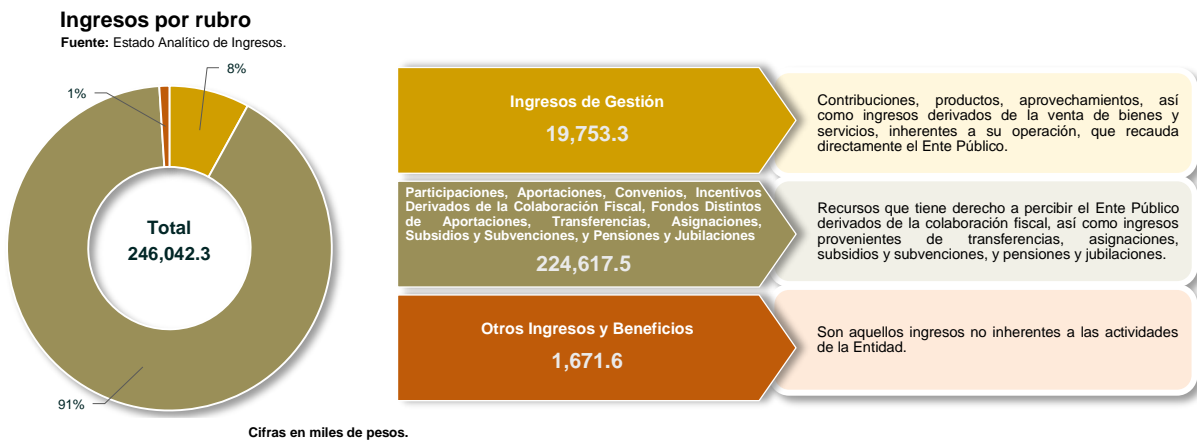 Ingresos por rubro
Fuente: Estado Analítico de Ingresos.
8%
1%
91%
Total
246,042.3
Ingresos de Gestión
19,753.3
Contribuciones, productos, aprovechamientos, así
como ingresos derivados de la venta de bienes y
servicios, inherentes a su operación, que recauda
directamente el Ente Público.
Participaciones, Aportaciones, Convenios, Incentivos
Derivados de la Colaboración Fiscal, Fondos Distintos
de Aportaciones, Transferencias, Asignaciones,
Subsidios y Subvenciones, y Pensiones y Jubilaciones
224,617.5
Recursos que tiene derecho a percibir el Ente Público
derivados de la colaboración fiscal, así como ingresos
provenientes de transferencias, asignaciones,
subsidios y subvenciones, y pensiones y jubilaciones.
Otros Ingresos y Beneficios
1,671.6
Son aquellos ingresos no inherentes a las actividades
de la Entidad.
Cifras en miles de pesos.